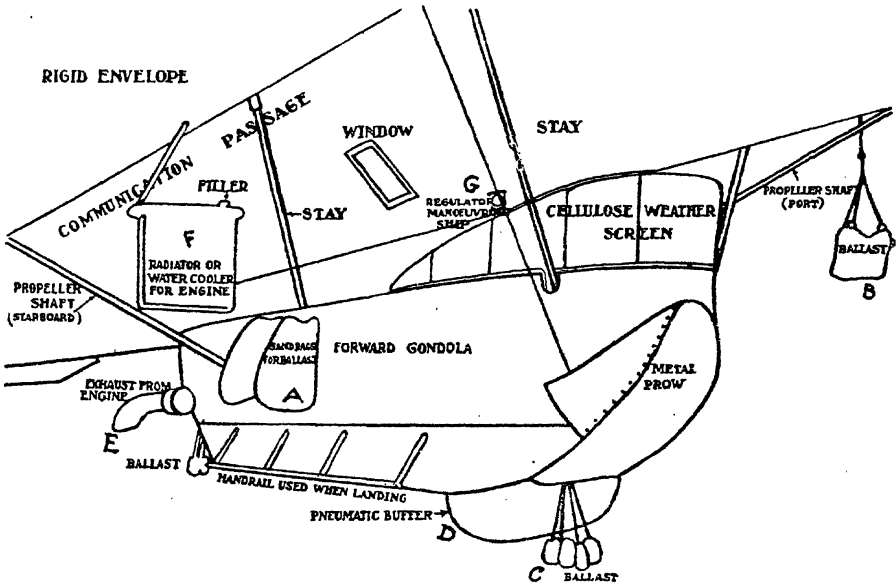 RIGID ENVELOPE
COMMUNICATION PASSAGE
WINDOW
STAY
FILLER
STAY
G
REGULATOR
MANOEUVRE
CELLULOSE WEATHER
SCREEN
PROPELLER SHAFT
(PORT)
BALLAST
B
F
RADIATOR OR
WATER COOLER
FOR ENGINE
PROPELLER
SHAFT
(STARBOARD)
SANDBAGS
FOR BALLAST
A
FORWARD GONDOLA
METAL
PROW
EXHAUST FROM
ENGINE
E
BALLAST
HANDRAIL USED WHEN LANDING
PNEUMATIC BUFFER
D
C
BALLAST